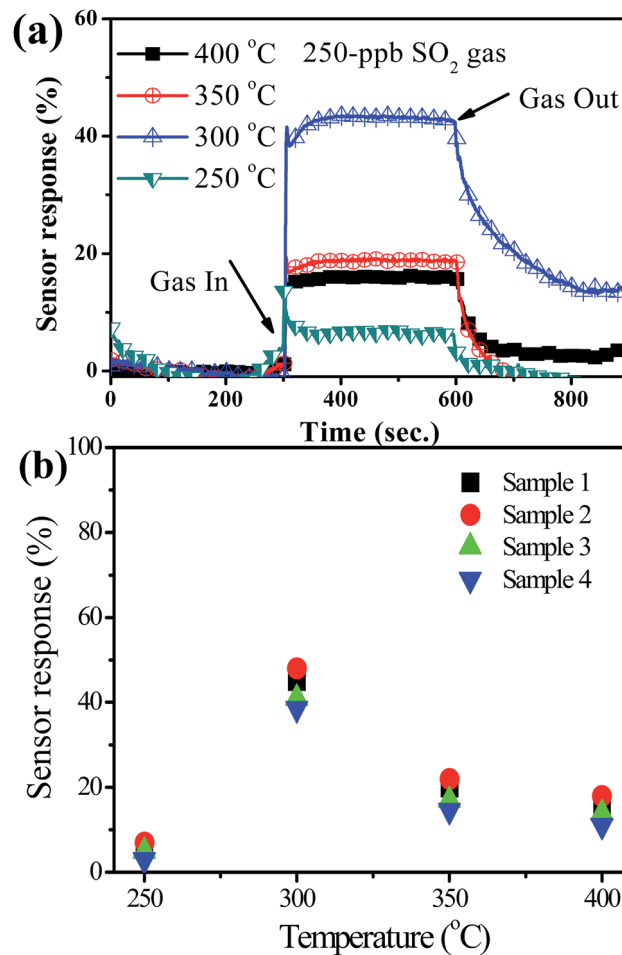 (a)
60
40
20
0
Sensor response (%)
400 °C
350 °C
300 °C
250 °C
250-ppb SO₂ gas
Gas Out
Gas In
0 200 400 600 800
Time (sec.)
(b)
100
80
60
40
20
0
Sensor response (%)
Sample 1
Sample 2
Sample 3
Sample 4
250 300 350 400
Temperature (°C)